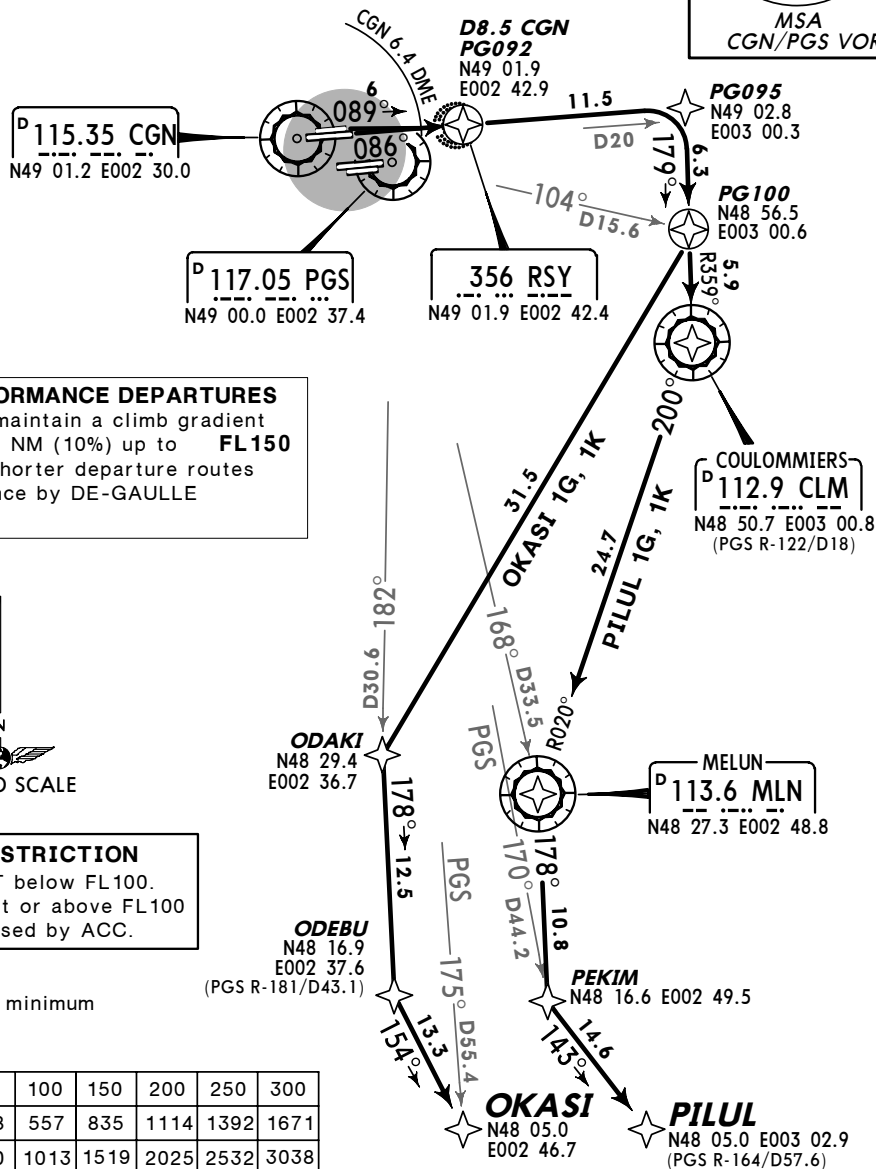 MSA
CGN/PGS VOR
D8.5 CGN
PG092
N49 01.9
E002 42.9
CGN 6.4 DME
6
089°
086°
D 115.35 CGN
N49 01.2 E002 30.0
11.5
D20
PG095
N49 02.8
E003 00.3
179°
6.3
104°
D15.6
PG100
N48 56.5
E003 00.6
D 117.05 PGS
N49 00.0 E002 37.4
356 RSY
N49 01.9 E002 42.4
R359°
5.9
ORMANCE DEPARTURES
maintain a climb gradient
NM (10%) up to FL150
horter departure routes
nce by DE-GAULLE
200°
COULOMMIERS
D 112.9 CLM
N48 50.7 E003 00.8
(PGS R-122/D18)
31.5
OKASI 1G, 1K
24.7
PILUL 1G, 1K
182°
D30.6
168°
D33.5
R020°
PGS
ODAKI
N48 29.4
E002 36.7
MELUN
D 113.6 MLN
N48 27.3 E002 48.8
O SCALE
178°
12.5
178°
10.8
PGS
170°
D44.2
STRICTION
T below FL100.
t or above FL100
sed by ACC.
ODEBU
N48 16.9
E002 37.6
(PGS R-181/D43.1)
175°
D55.4
PEKIM
N48 16.6 E002 49.5
minimum
154°
13.3
143°
14.6
OKASI
N48 05.0
E002 46.7
PILUL
N48 05.0 E003 02.9
(PGS R-164/D57.6)
100 150 200 250 300
557 835 1114 1392 1671
1013 1519 2025 2532 3038